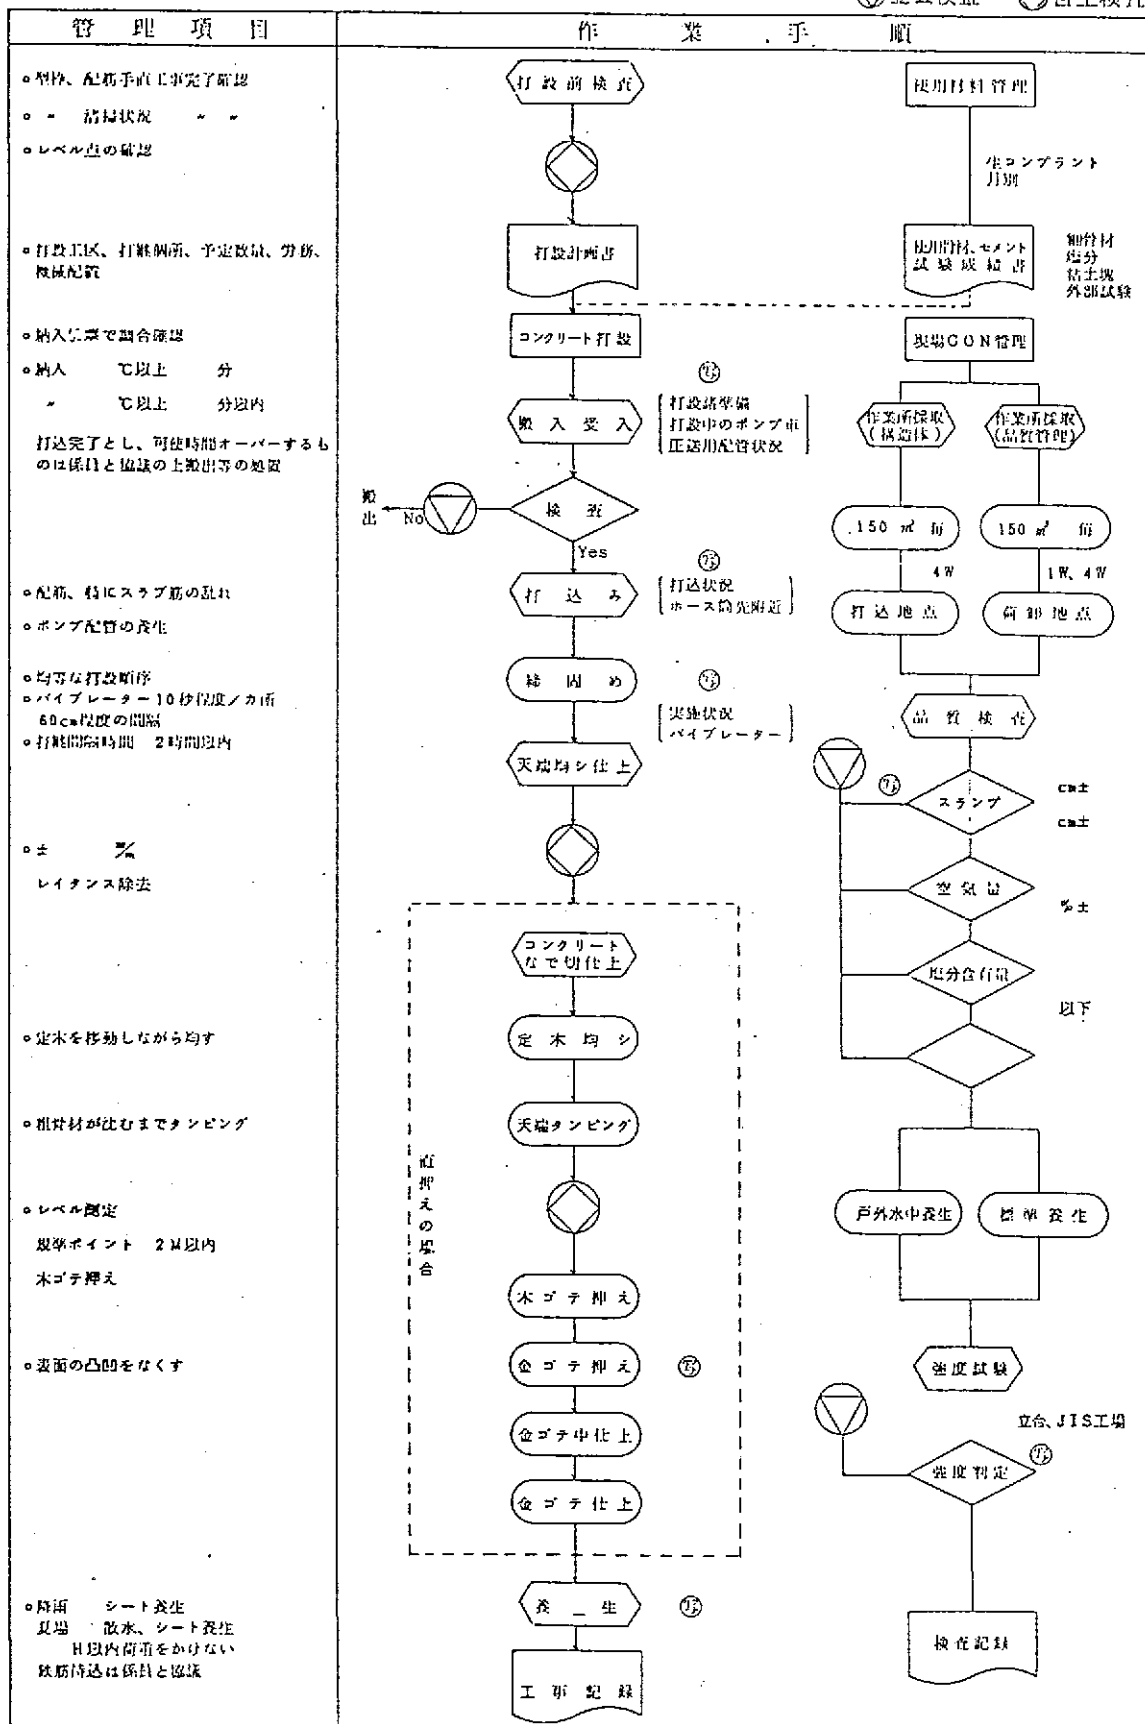 管理項目
作業手順
型枠、配筋手直工事完了確認
〃 清掃状況 〃 〃
レベル点の確認
打設工区、打継個所、予定数量、労務、
機械配置
納入伝票で調合確認
納入 ℃以上 分
〃 ℃以上 分以内
打込完了とし、可使時間オーバーするも
のは係員と協議の上搬出等の処置
配筋、特にスラブ筋の乱れ
ポンプ配管の養生
均等な打設順序
バイブレーター10秒程度/カ所
60cm程度の間隔
打継間隔時間 2時間以内
±
レイタンス除去
定木を移動しながら均す
粗骨材が沈むまでタンピング
レベル測定
規準ポイント 2M以内
木ゴテ押え
表面の凸凹をなくす
降雨 シート養生
夏場 散水、シート養生
日以内荷重をかけない
鉄筋持込は係員と協議
打設前検査
打設計画書
コンクリート打設
搬入受入
写
打設諸準備
打設中のポンプ車
圧送用配管状況
検査
No
搬出
Yes
打込み
写
打込状況
ホース筒先附近
締固め
写
実施状況
バイブレーター
天端均シ仕上
直押えの場合
コンクリート
なで切仕上
定木均シ
天端タンピング
木ゴテ押え
金ゴテ押え
写
金ゴテ中仕上
金ゴテ仕上
養生
写
工事記録
使用材料管理
生コンプラント
月別
使用骨材、セメント
試験成績書
細骨材
塩分
粘土塊
外部試験
現場CON管理
作業所採取
(構造体)
作業所採取
(品質管理)
150㎥毎
150㎥毎
4W
1W、4W
打込地点
荷卸地点
品質検査
写
スランプ
cm±
cm±
空気量
%±
塩分含有量
以下
戸外水中養生
標準養生
強度試験
立合、JIS工場
写
強度判定
検査記録